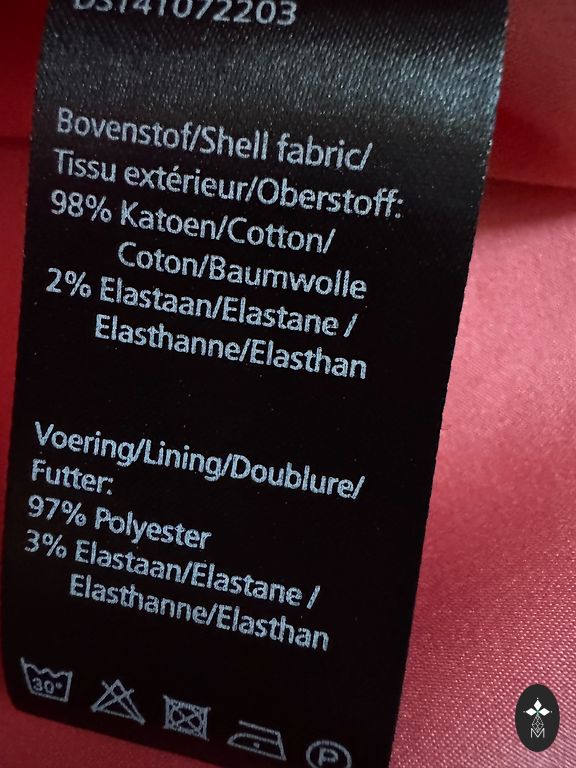 DS141072203
Bovenstof/Shell fabric/
Tissu extérieur/Oberstoff:
98% Katoen/Cotton/
Coton/Baumwolle
2% Elastaan/Elastane /
Elasthanne/Elasthan
Voering/Lining/Doublure/
Futter:
97% Polyester
3% Elastaan/Elastane /
Elasthanne/Elasthan
30°
P
M